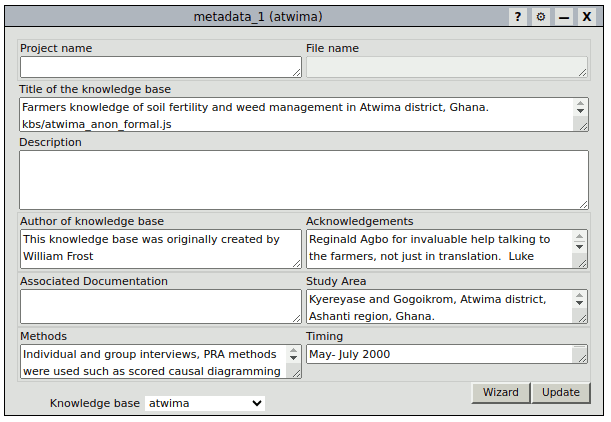 metadata_1 (atwima)
?
X
Project name
File name
Title of the knowledge base
Farmers knowledge of soil fertility and weed management in Atwima district, Ghana.
kbs/atwima_anon_formal.js
Description
Author of knowledge base
Acknowledgements
This knowledge base was originally created by
William Frost
Reginald Agbo for invaluable help talking to
the farmers, not just in translation.  Luke
Associated Documentation
Study Area
Kyereyase and Gogoikrom, Atwima district,
Ashanti region, Ghana.
Methods
Timing
Individual and group interviews, PRA methods
were used such as scored causal diagramming
May- July 2000
Wizard
Update
Knowledge base
atwima